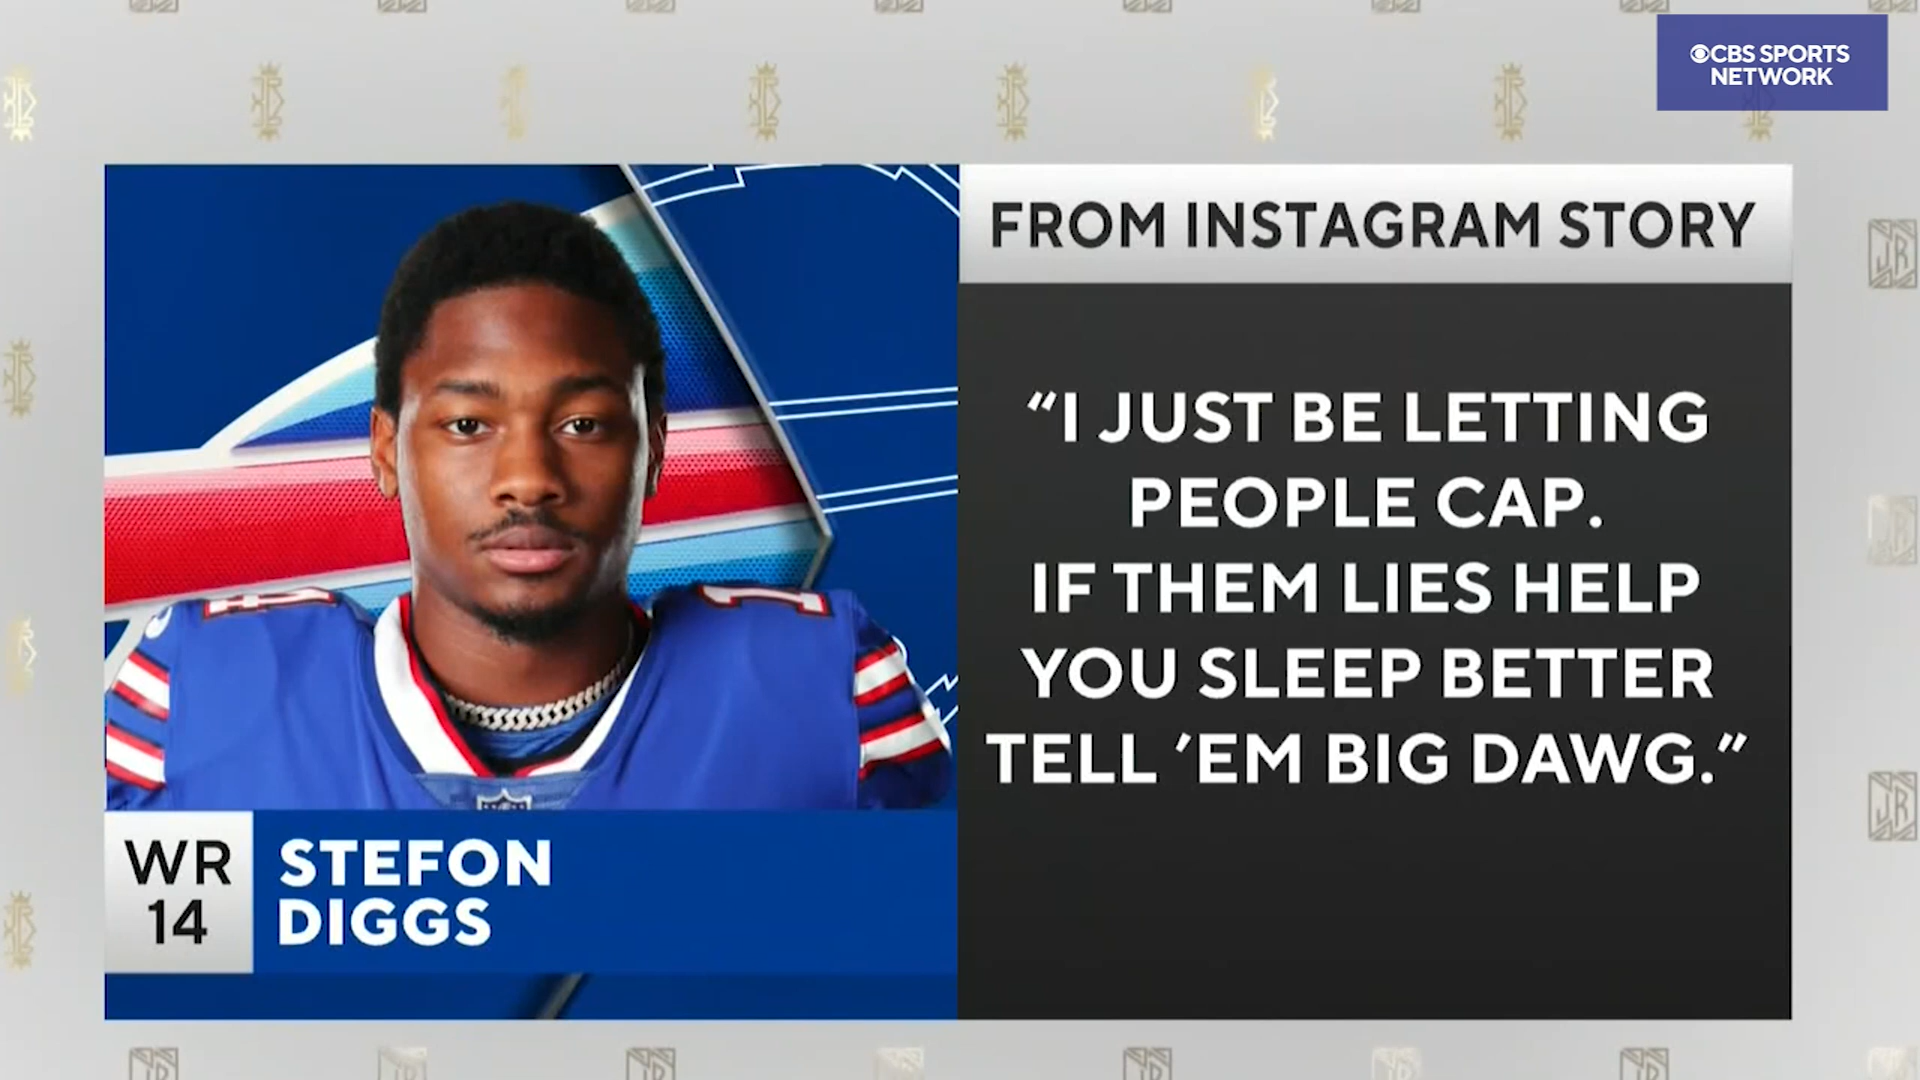 CBS SPORTS
NETWORK
FROM INSTAGRAM STORY
“I JUST BE LETTING
PEOPLE CAP.
IF THEM LIES HELP
YOU SLEEP BETTER
TELL ’EM BIG DAWG.”
WR
14
STEFON
DIGGS